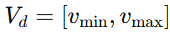 V_d = [v_min, v_max]